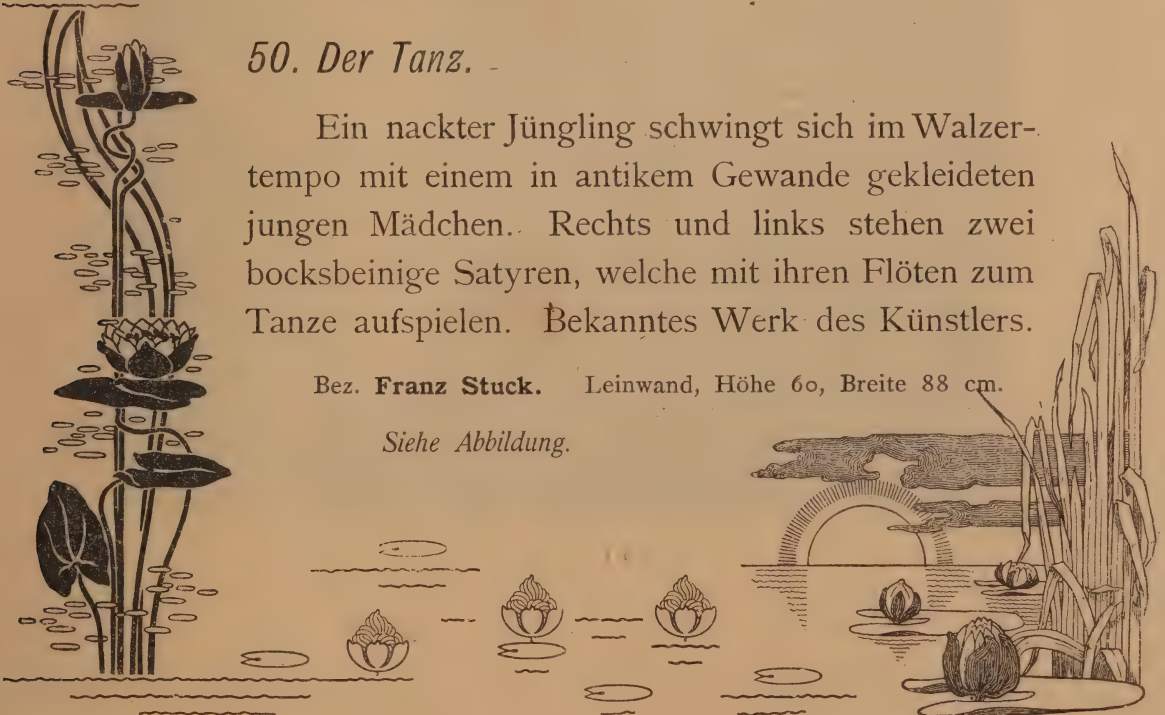 50. Der Tanz.
Ein nackter Jüngling schwingt sich im Walzer-
tempo mit einem in antikem Gewande gekleideten
jungen Mädchen. Rechts und links stehen zwei
bocksbeinige Satyren, welche mit ihren Flöten zum
Tanze aufspielen. Bekanntes Werk des Künstlers.
Bez. Franz Stuck. Leinwand, Höhe 60, Breite 88 cm.
Siehe Abbildung.